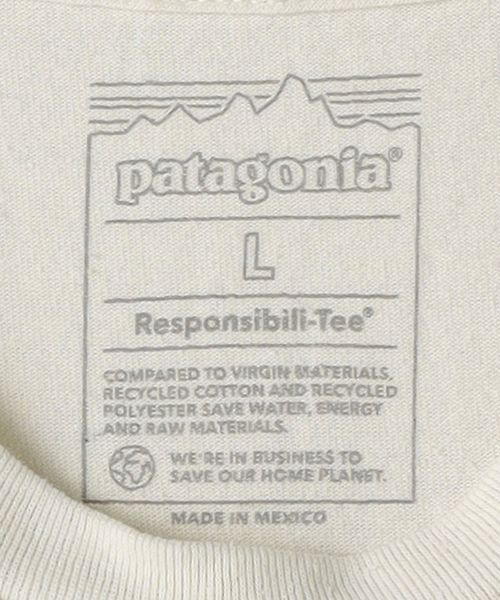 patagonia®
L
Responsibili-Tee®
COMPARED TO VIRGIN MATERIALS,
RECYCLED COTTON AND RECYCLED
POLYESTER SAVE WATER, ENERGY
AND RAW MATERIALS.
WE'RE IN BUSINESS TO
SAVE OUR HOME PLANET.
MADE IN MEXICO